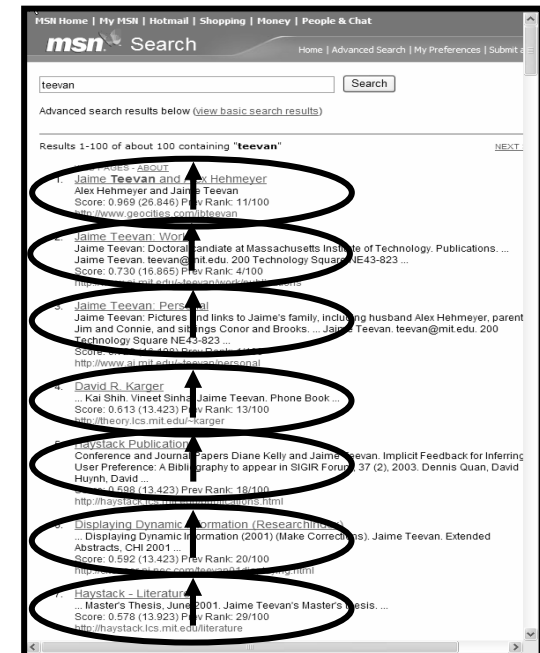 MSN Home | My MSN | Hotmail | Shopping | Money | People & Chat
msn Search
Home | Advanced Search | My Preferences | Submit a
teevan Search
Advanced search results below (view basic search results)
Results 1-100 of about 100 containing "teevan" NEXT
PAGES - ABOUT
1. Jaime Teevan and Alex Hehmeyer
Alex Hehmeyer and Jaime Teevan
Score: 0.969 (26.846) Prev Rank: 11/100
http://www.geocities.com/jbteevan
2. Jaime Teevan: Work
Jaime Teevan: Doctoral candiate at Massachusetts Institute of Technology. Publications. ...
Jaime Teevan. teevan@mit.edu. 200 Technology Square NE43-823 ...
Score: 0.730 (16.865) Prev Rank: 4/100
3. Jaime Teevan: Personal
Jaime Teevan: Pictures and links to Jaime's family, including husband Alex Hehmeyer, parent
Jim and Connie, and siblings Conor and Brooks. ... Jaime Teevan. teevan@mit.edu. 200
Technology Square NE43-823 ...
http://www.ai.mit.edu/~teevan/personal
4. David R. Karger
... Kai Shih. Vineet Sinha. Jaime Teevan. Phone Book ...
Score: 0.613 (13.423) Prev Rank: 13/100
http://theory.lcs.mit.edu/~karger
5. Haystack Publications
Conference and Journal Papers Diane Kelly and Jaime Teevan. Implicit Feedback for Inferring
User Preference: A Bibliography to appear in SIGIR Forum, 37 (2), 2003. Dennis Quan, David
Huynh, David ...
Score: 0.598 (13.423) Prev Rank: 18/100
6. Displaying Dynamic Information (ResearchIndex)
... Displaying Dynamic Information (2001) (Make Corrections). Jaime Teevan. Extended
Abstracts, CHI 2001 ...
Score: 0.592 (13.423) Prev Rank: 20/100
7. Haystack - Literature
... Master's Thesis, June 2001. Jaime Teevan's Master's thesis. ...
Score: 0.578 (13.923) Prev Rank: 29/100
http://haystack.lcs.mit.edu/literature